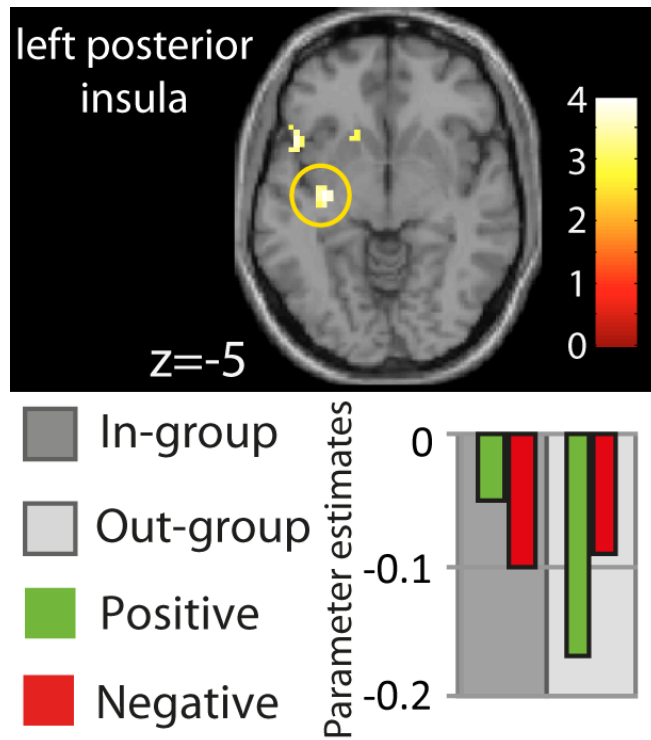 left posterior
insula
4
3
2
1
0
z=-5
In-group
Out-group
Positive
Negative
Parameter estimates
0
-0.1
-0.2